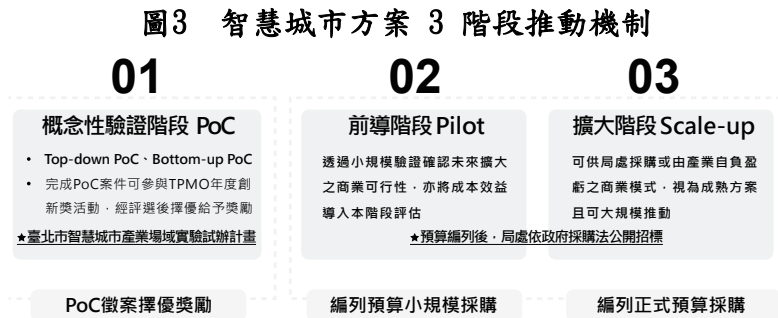 圖3　智慧城市方案 3 階段推動機制
01
概念性驗證階段 PoC
• Top-down PoC、Bottom-up PoC
• 完成PoC案件可參與TPMO年度創
新獎活動，經評選後擇優給予獎勵
★臺北市智慧城市產業場域實驗試辦計畫
PoC徵案擇優獎勵
02
前導階段 Pilot
透過小規模驗證確認未來擴大
之商業可行性，亦將成本效益
導入本階段評估
03
擴大階段 Scale-up
可供局處採購或由產業自負盈
虧之商業模式，視為成熟方案
且可大規模推動
★預算編列後，局處依政府採購法公開招標
編列預算小規模採購
編列正式預算採購